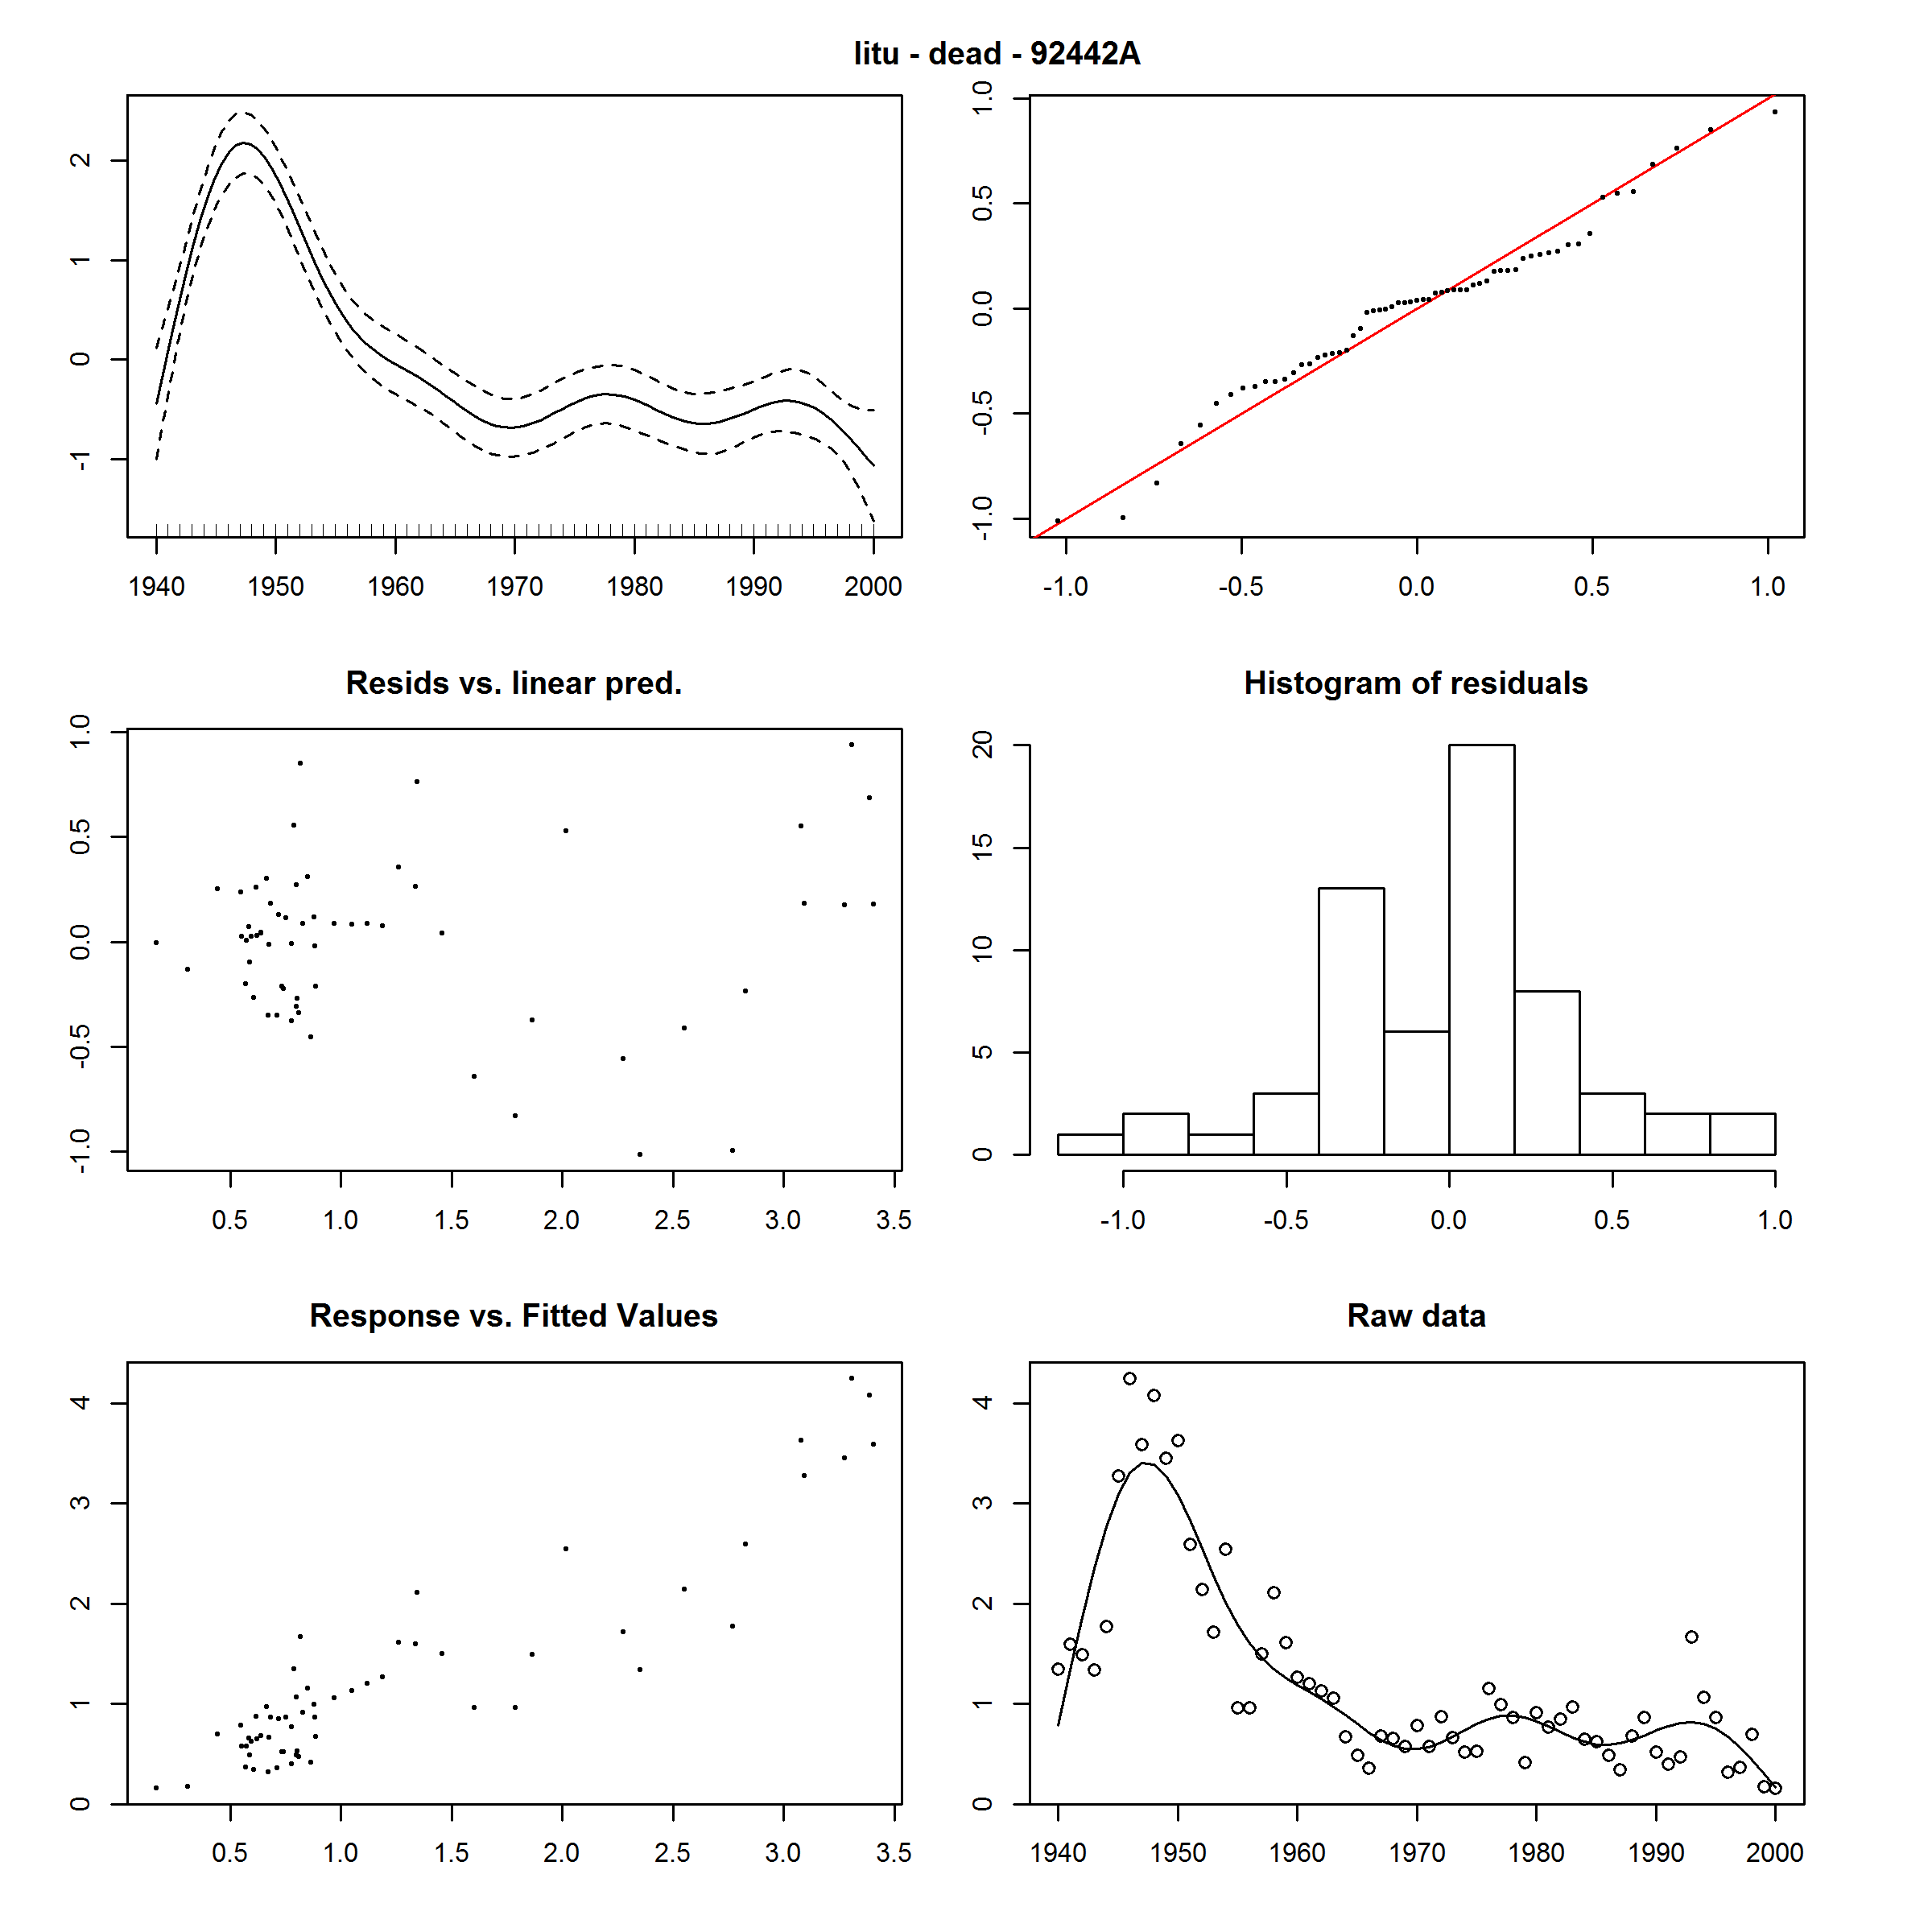 litu - dead - 92442A
2
1
0
-1
1940 1950 1960 1970 1980 1990 2000
1.0
0.5
0.0
-0.5
-1.0
-1.0 -0.5 0.0 0.5 1.0
Resids vs. linear pred.
1.0
0.5
0.0
-0.5
-1.0
0.5 1.0 1.5 2.0 2.5 3.0 3.5
Histogram of residuals
20
15
10
5
0
-1.0 -0.5 0.0 0.5 1.0
Response vs. Fitted Values
4
3
2
1
0
0.5 1.0 1.5 2.0 2.5 3.0 3.5
Raw data
4
3
2
1
0
1940 1950 1960 1970 1980 1990 2000